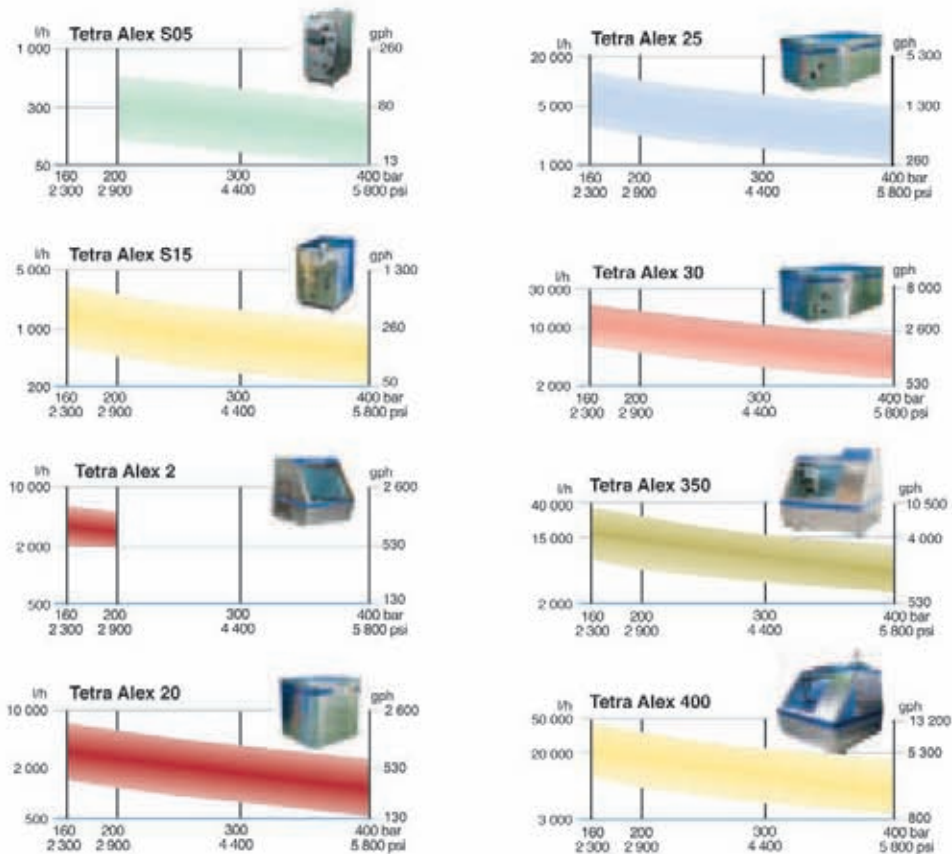 l/h Tetra Alex S05 gph
1 000 260
300 80
50 13
160 200 300 400 bar
2 300 2 900 4 400 5 800 psi
l/h Tetra Alex 25 gph
20 000 5 300
5 000 1 300
1 000 260
160 200 300 400 bar
2 300 2 900 4 400 5 800 psi
l/h Tetra Alex S15 gph
5 000 1 300
1 000 260
200 50
160 200 300 400 bar
2 300 2 900 4 400 5 800 psi
l/h Tetra Alex 30 gph
30 000 8 000
10 000 2 600
2 000 530
160 200 300 400 bar
2 300 2 900 4 400 5 800 psi
l/h Tetra Alex 2 gph
10 000 2 600
2 000 530
500 130
160 200 300 400 bar
2 300 2 900 4 400 5 800 psi
l/h Tetra Alex 350 gph
40 000 10 500
15 000 4 000
2 000 530
160 200 300 400 bar
2 300 2 900 4 400 5 800 psi
l/h Tetra Alex 20 gph
10 000 2 600
2 000 530
500 130
160 200 300 400 bar
2 300 2 900 4 400 5 800 psi
l/h Tetra Alex 400 gph
50 000 13 200
20 000 5 300
3 000 800
160 200 300 400 bar
2 300 2 900 4 400 5 800 psi